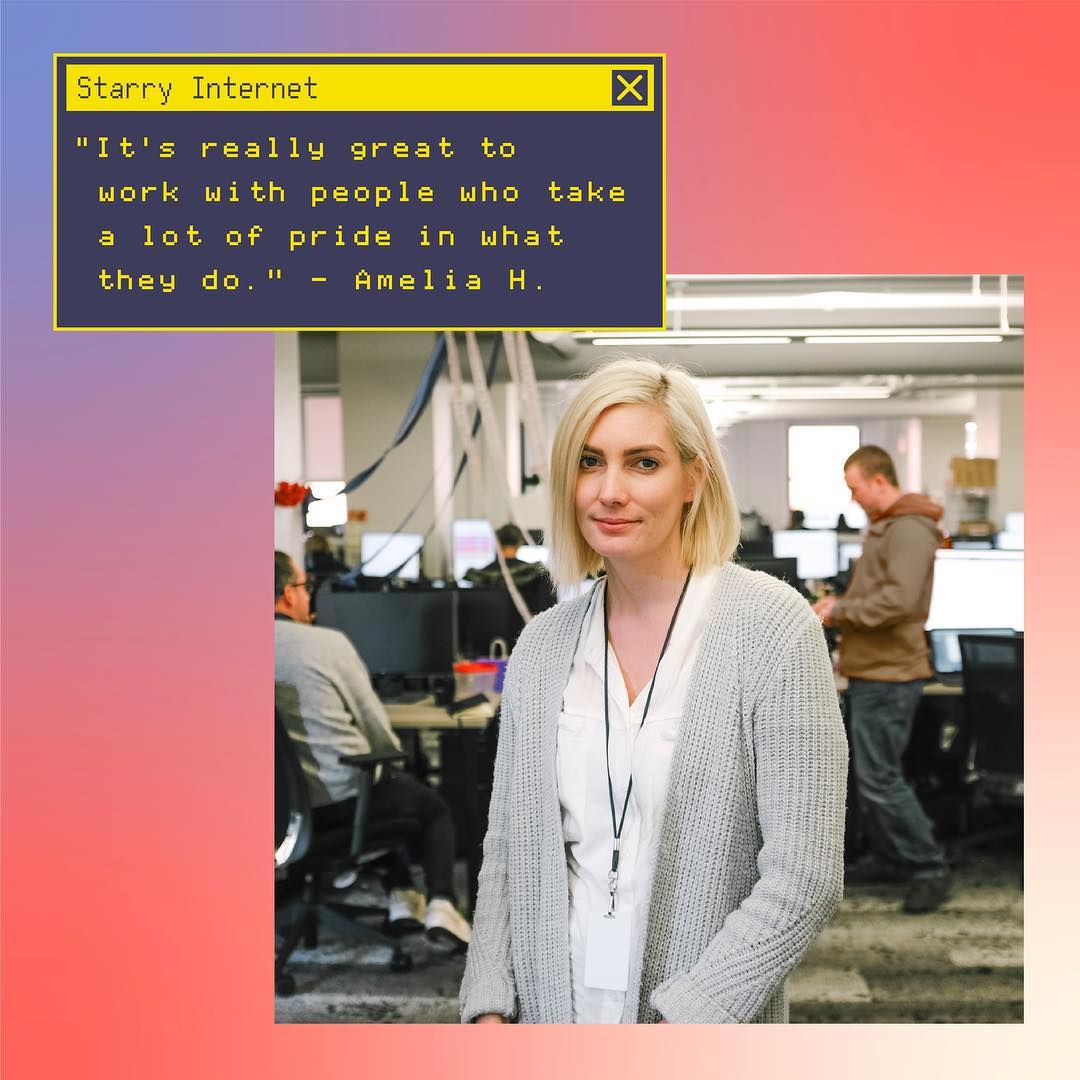 Starry Internet
"It's really great to
work with people who take
a lot of pride in what
they do." - Amelia H.